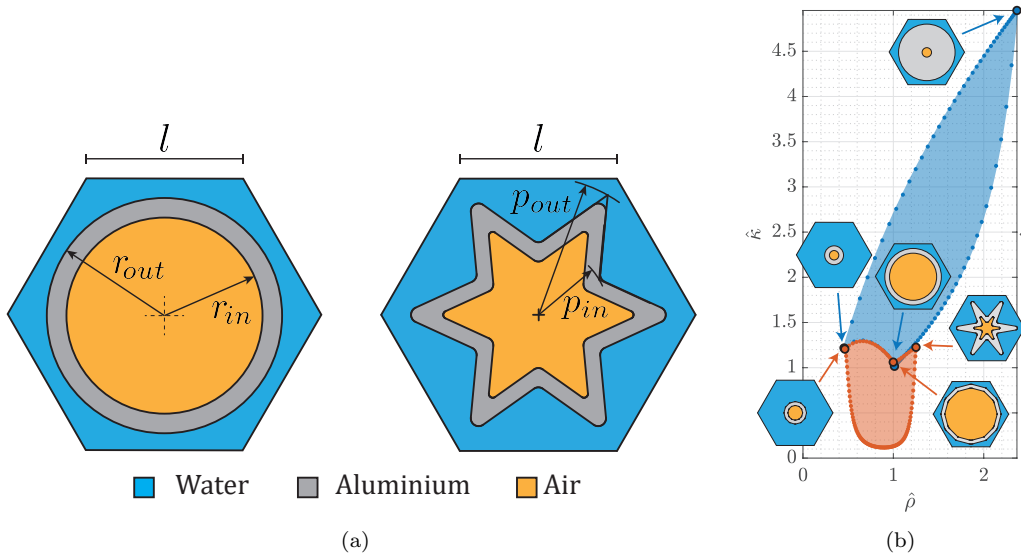 l
l
r_out
r_in
p_out
p_in
Water
Aluminium
Air
(a)
4.5
4
3.5
3
2.5
2
1.5
1
0.5
0
κ̂
0
1
2
ρ̂
(b)